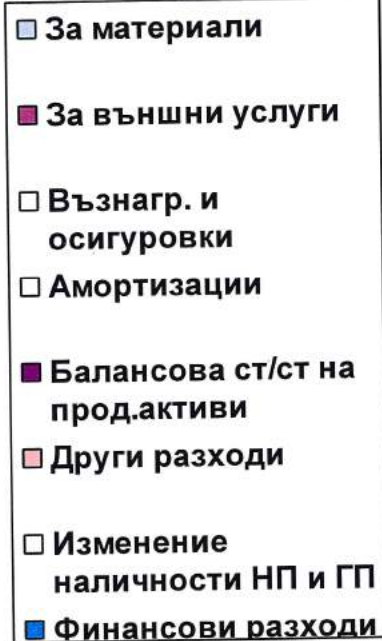 За материали
За външни услуги
Възнагр. и
осигуровки
Амортизации
Балансова ст/ст на
прод.активи
Други разходи
Изменение
наличности НП и ГП
Финансови разходи